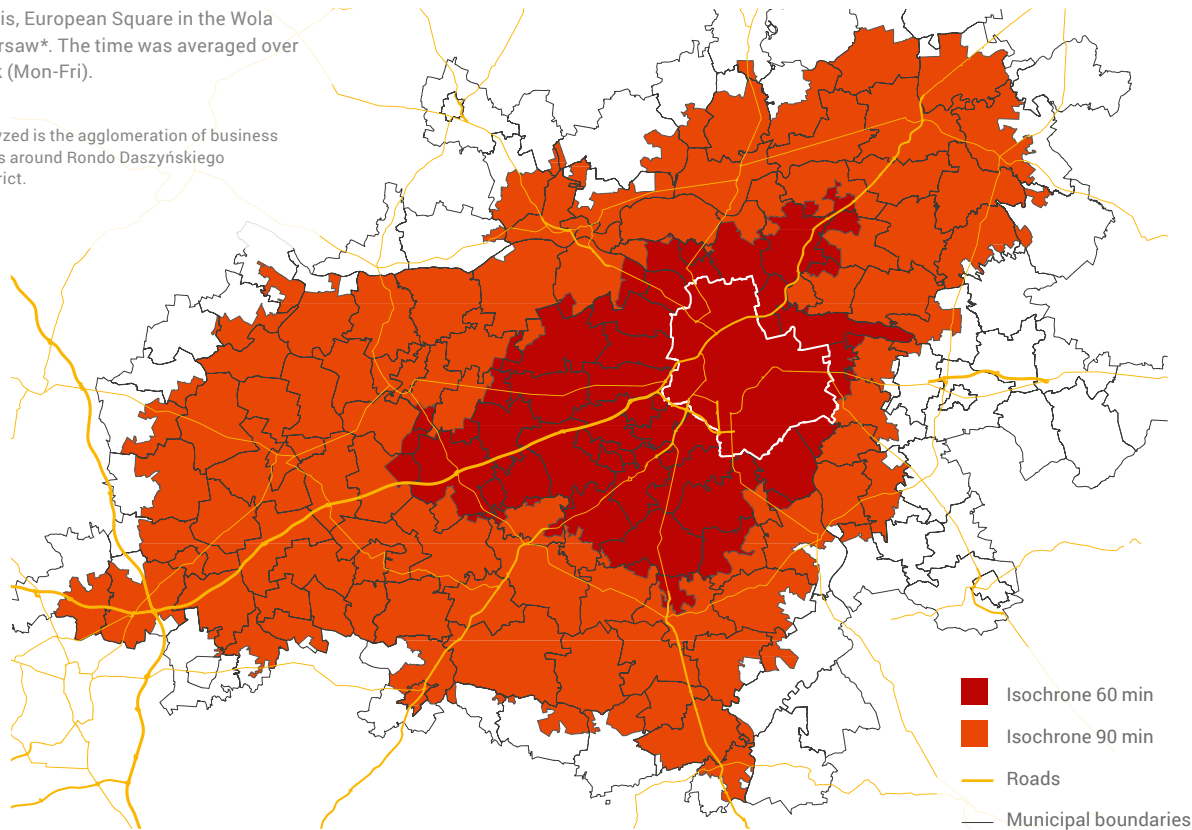 is, European Square in the Wola
rsaw*. The time was averaged over
k (Mon-Fri).
yzed is the agglomeration of business
s around Rondo Daszyńskiego
rict.
Isochrone 60 min
Isochrone 90 min
Roads
Municipal boundaries